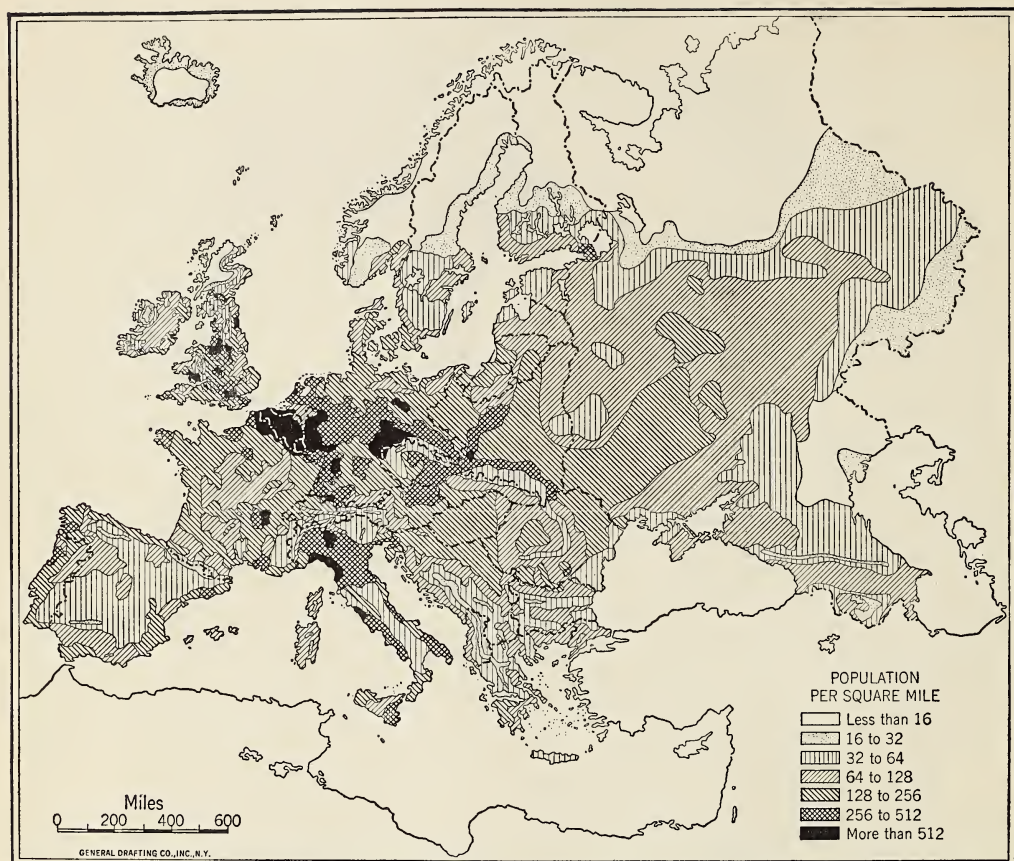 POPULATION
PER SQUARE MILE
Less than 16
16 to 32
32 to 64
64 to 128
128 to 256
256 to 512
More than 512
Miles
0 200 400 600
GENERAL DRAFTING CO., INC., N.Y.